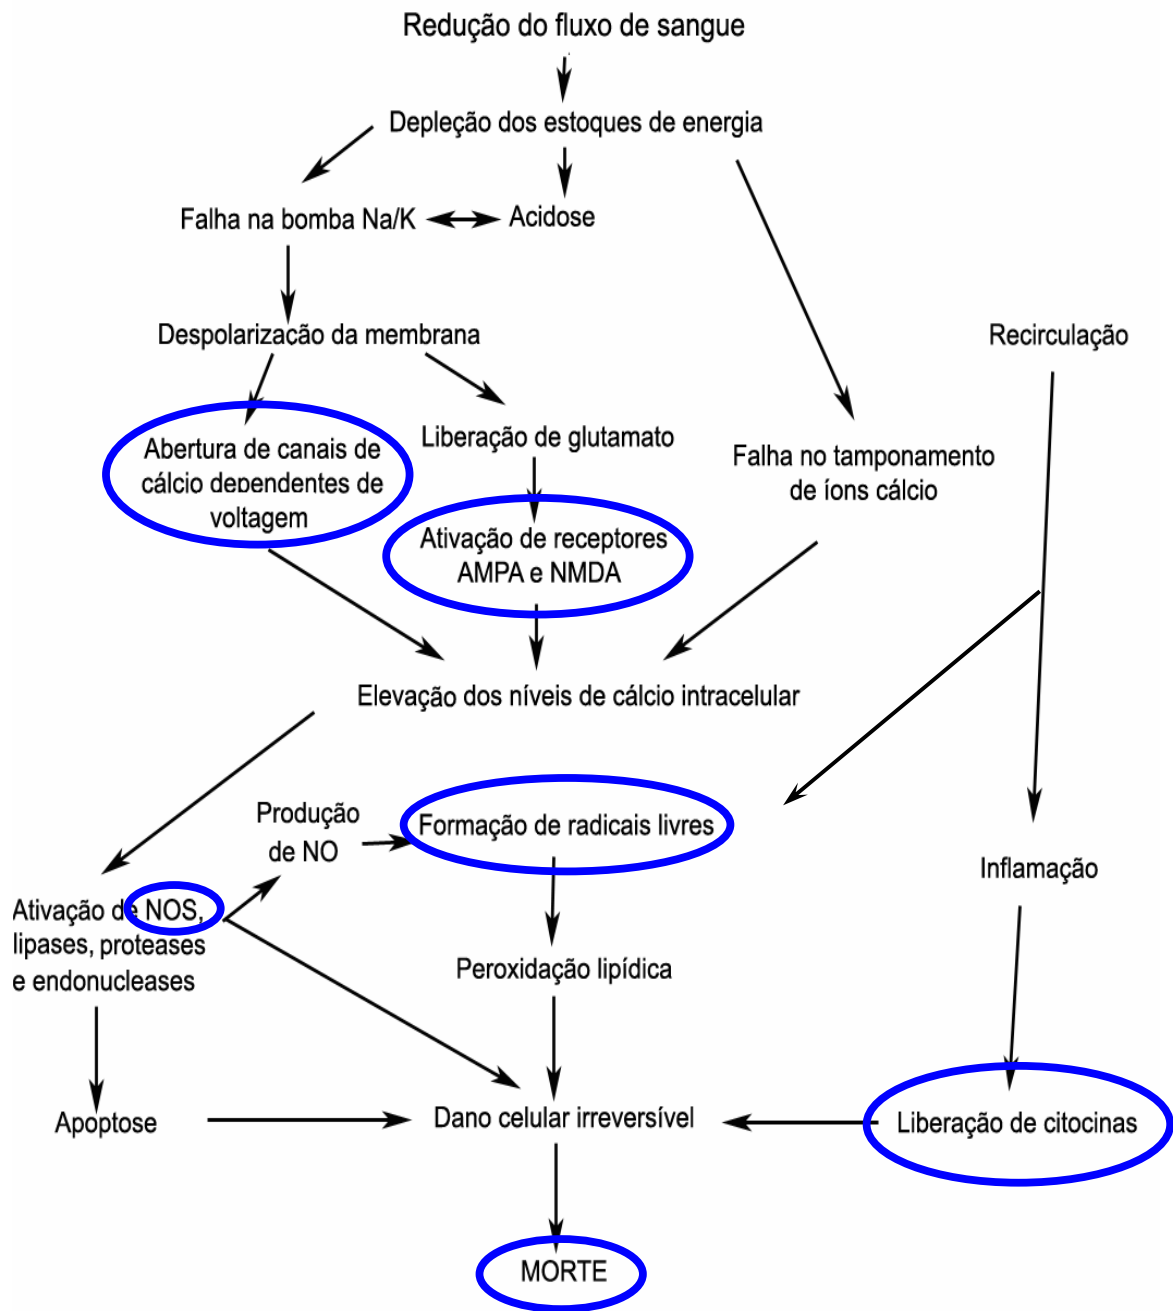 Redução do fluxo de sangue
Depleção dos estoques de energia
Falha na bomba Na/K
Acidose
Despolarização da membrana
Recirculação
Abertura de canais de
cálcio dependentes de
voltagem
Liberação de glutamato
Falha no tamponamento
de íons cálcio
Ativação de receptores
AMPA e NMDA
Elevação dos níveis de cálcio intracelular
Produção
de NO
Formação de radicais livres
Inflamação
Ativação de NOS,
lipases, proteases
e endonucleases
Peroxidação lipídica
Apoptose
Dano celular irreversível
Liberação de citocinas
MORTE